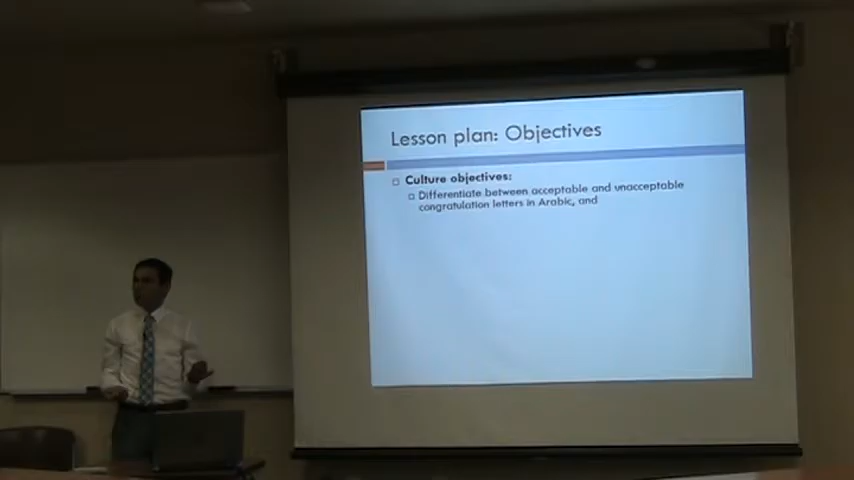 Lesson plan: Objectives
Culture objectives:
Differentiate between acceptable and unacceptable
congratulation letters in Arabic, and